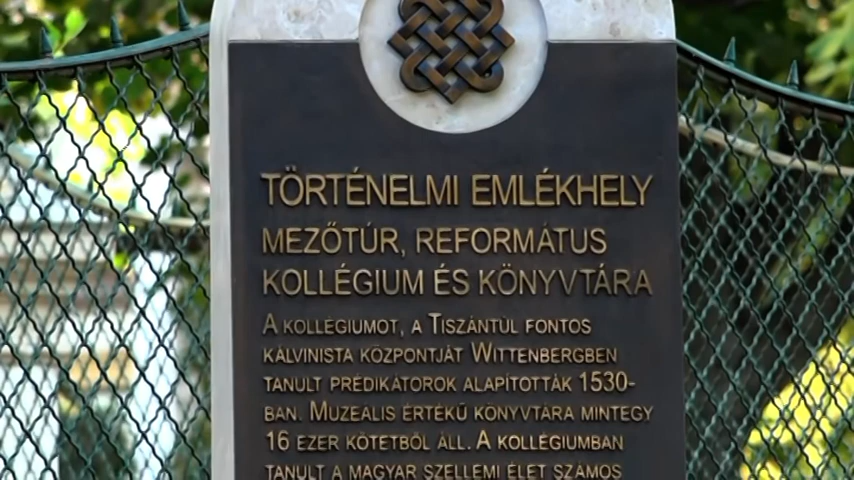 TÖRTÉNELMI EMLÉKHELY
MEZŐTÚR, REFORMÁTUS
KOLLÉGIUM ÉS KÖNYVTÁRA
A KOLLÉGIUMOT, A TISZÁNTÚL FONTOS
KÁLVINISTA KÖZPONTJÁT WITTENBERGBEN
TANULT PRÉDIKÁTOROK ALAPÍTOTTÁK 1530-
BAN. MUZEÁLIS ÉRTÉKŰ KÖNYVTÁRA MINTEGY
16 EZER KÖTETBŐL ÁLL. A KOLLÉGIUMBAN
TANULT A MAGYAR SZELLEMI ÉLET SZÁMOS